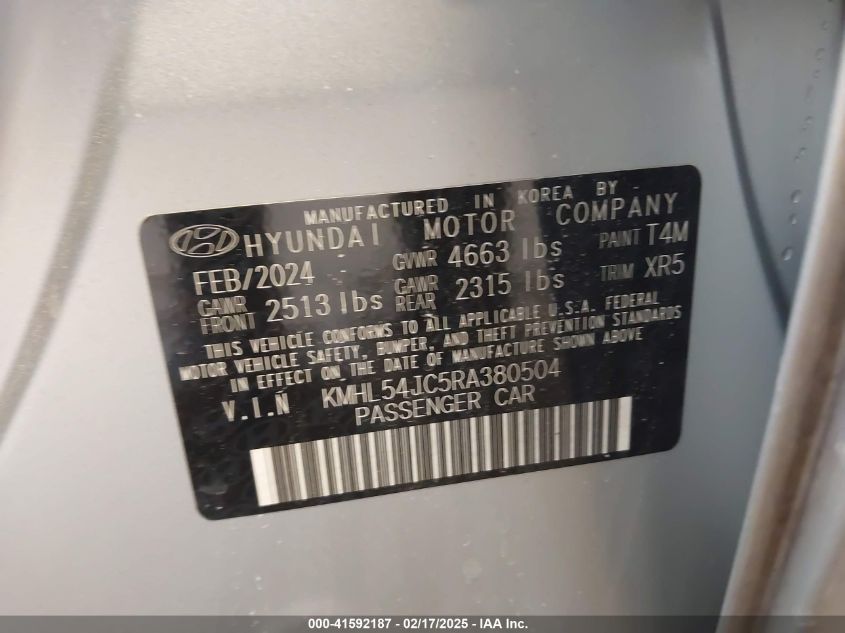 MANUFACTURED IN KOREA BY
HYUNDAI MOTOR COMPANY
FEB/2024 GVWR 4663 lbs PAINT T4M
GAWR FRONT 2513 lbs GAWR REAR 2315 lbs TRIM XR5
THIS VEHICLE CONFORMS TO ALL APPLICABLE U.S.A. FEDERAL
MOTOR VEHICLE SAFETY, BUMPER, AND THEFT PREVENTION STANDARDS
IN EFFECT ON THE DATE OF MANUFACTURE SHOWN ABOVE
V.I.N KMHL54JC5RA380504
PASSENGER CAR
000-41592187 - 02/17/2025 - IAA Inc.